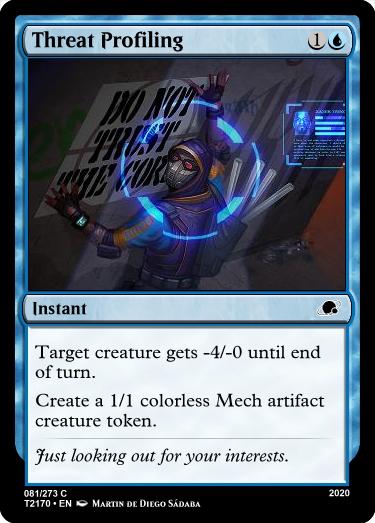 Threat Profiling
1
DO NOT
TRUST
THE COR
Instant
Target creature gets -4/-0 until end
of turn.
Create a 1/1 colorless Mech artifact
creature token.
Just looking out for your interests.
081/273 C
2020
T2170 • EN Martin de Diego Sádaba